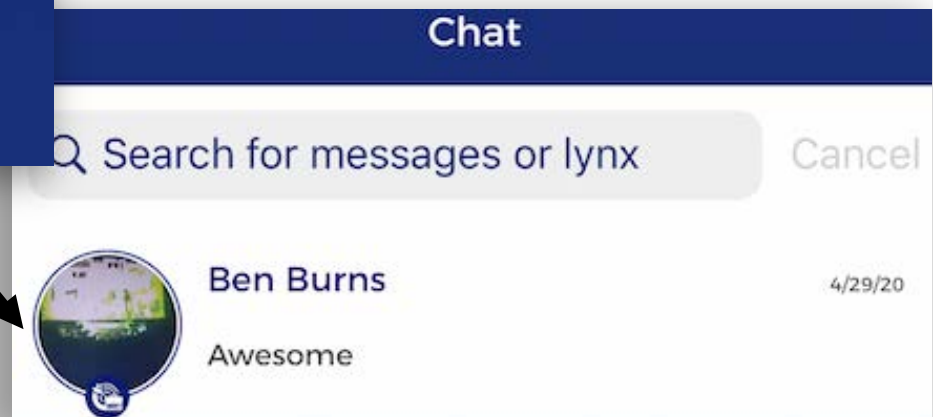 Chat
Search for messages or lynx
Cancel
Ben Burns
4/29/20
Awesome